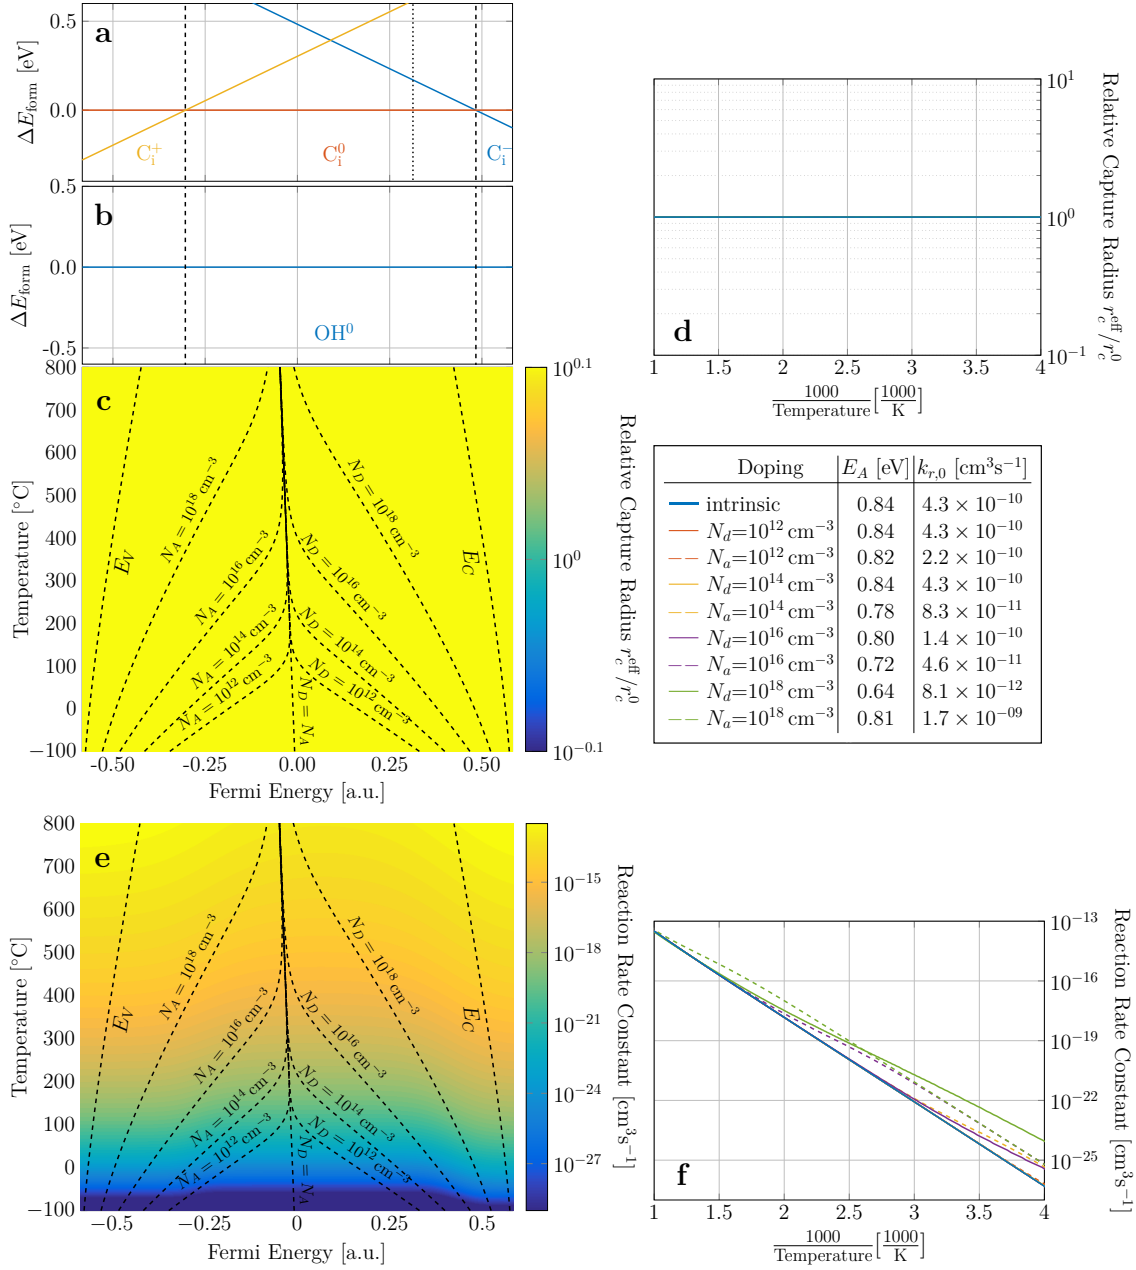 a
0.5
0.0
ΔE_form [eV]
C_i^+
C_i^0
C_i^−
b
0.5
0.0
-0.5
ΔE_form [eV]
OH^0
c
800
700
600
500
400
300
200
100
0
−100
Temperature [°C]
E_V
N_A = 10^18 cm^−3
N_A = 10^16 cm^−3
N_A = 10^14 cm^−3
N_A = 10^12 cm^−3
N_D = N_A
N_D = 10^18 cm^−3
N_D = 10^16 cm^−3
N_D = 10^14 cm^−3
N_D = 10^12 cm^−3
E_C
-0.50 -0.25 0.00 0.25 0.50
Fermi Energy [a.u.]
10^0.1
10^0
10^−0.1
Relative Capture Radius r_c^eff/r_c^0
d
10^1
10^0
10^−1
Relative Capture Radius r_c^eff/r_c^0
1 2 3 4
1000/Temperature [1000/K]
Doping E_A [eV] k_r,0 [cm^3s^−1]
intrinsic 0.84 4.3 × 10^−10
N_d=10^12 cm^−3 0.84 4.3 × 10^−10
N_a=10^12 cm^−3 0.82 2.2 × 10^−10
N_d=10^14 cm^−3 0.84 4.3 × 10^−10
N_a=10^14 cm^−3 0.78 8.3 × 10^−11
N_d=10^16 cm^−3 0.80 1.4 × 10^−10
N_a=10^16 cm^−3 0.72 4.6 × 10^−11
N_d=10^18 cm^−3 0.64 8.1 × 10^−12
N_a=10^18 cm^−3 0.81 1.7 × 10^−09
e
800
700
600
500
400
300
200
100
0
−100
Temperature [°C]
E_V
N_A = 10^18 cm^−3
N_A = 10^16 cm^−3
N_A = 10^14 cm^−3
N_A = 10^12 cm^−3
N_D = N_A
N_D = 10^18 cm^−3
N_D = 10^16 cm^−3
N_D = 10^14 cm^−3
N_D = 10^12 cm^−3
E_C
−0.5 −0.25 0 0.25 0.5
Fermi Energy [a.u.]
10^−15
10^−18
10^−21
10^−24
10^−27
Reaction Rate Constant [cm^3s^−1]
f
10^−13
10^−16
10^−19
10^−22
10^−25
Reaction Rate Constant [cm^3s^−1]
1 1.5 2 2.5 3 3.5 4
1000/Temperature [1000/K]